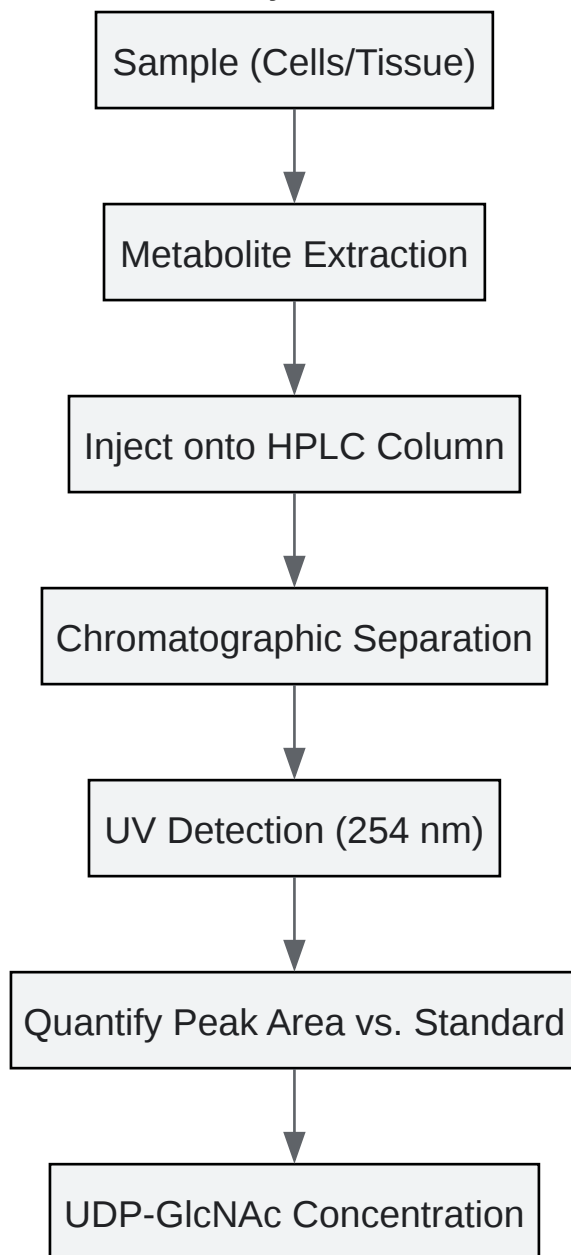 Sample (Cells/Tissue)
Metabolite Extraction
Inject onto HPLC Column
Chromatographic Separation
UV Detection (254 nm)
Quantify Peak Area vs. Standard
UDP-GlcNAc Concentration